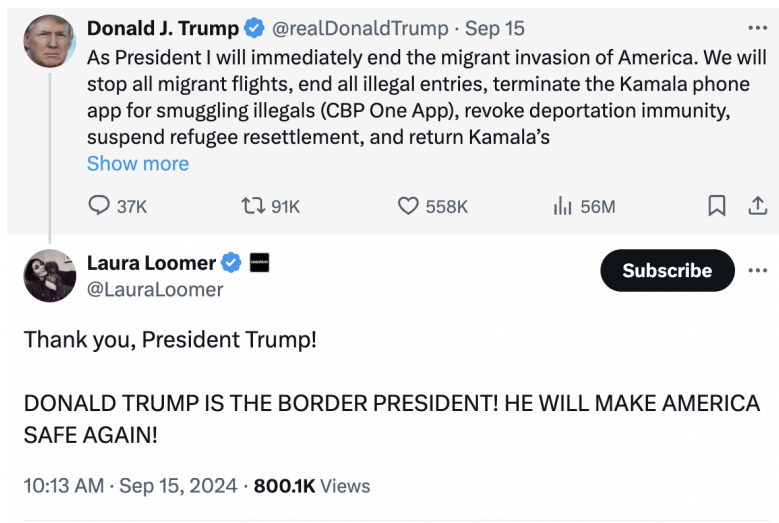 Donald J. Trump @realDonaldTrump · Sep 15
As President I will immediately end the migrant invasion of America. We will
stop all migrant flights, end all illegal entries, terminate the Kamala phone
app for smuggling illegals (CBP One App), revoke deportation immunity,
suspend refugee resettlement, and return Kamala’s
Show more
37K 91K 558K 56M
Laura Loomer
@LauraLoomer
Subscribe
Thank you, President Trump!
DONALD TRUMP IS THE BORDER PRESIDENT! HE WILL MAKE AMERICA
SAFE AGAIN!
10:13 AM · Sep 15, 2024 · 800.1K Views